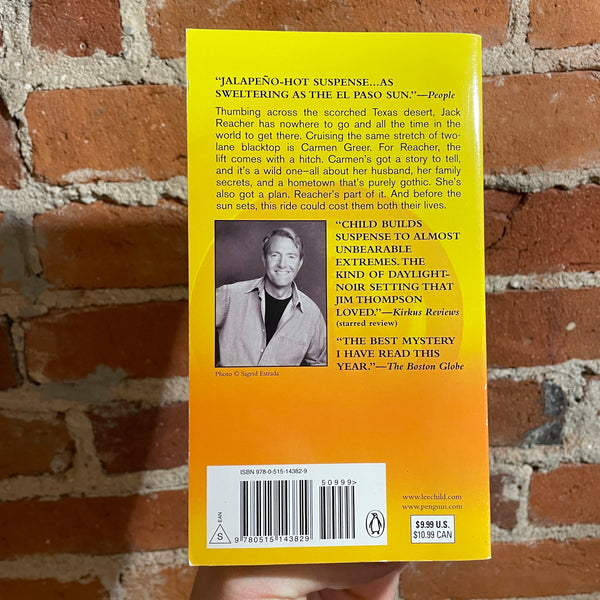 “JALAPEÑO-HOT SUSPENSE...AS
SWELTERING AS THE EL PASO SUN.”—People
Thumbing across the scorched Texas desert, Jack
Reacher has nowhere to go and all the time in the
world to get there. Cruising the same stretch of two-
lane blacktop is Carmen Greer. For Reacher, the
lift comes with a hitch. Carmen’s got a story to tell,
and it’s a wild one—all about her husband, her family
secrets, and a hometown that’s purely gothic. She’s
also got a plan. Reacher’s part of it. And before the
sun sets, this ride could cost them both their lives.
“CHILD BUILDS
SUSPENSE TO ALMOST
UNBEARABLE
EXTREMES. THE
KIND OF DAYLIGHT-
NOIR SETTING THAT
JIM THOMPSON
LOVED.”—Kirkus Reviews
(starred review)
“THE BEST MYSTERY
I HAVE READ THIS
YEAR.”—The Boston Globe
Photo © Sigrid Estrada
ISBN 978-0-515-14382-9
50999>
EAN
S
9 780515 143829
www.leechild.com
www.penguin.com
$9.99 U.S.
$10.99 CAN